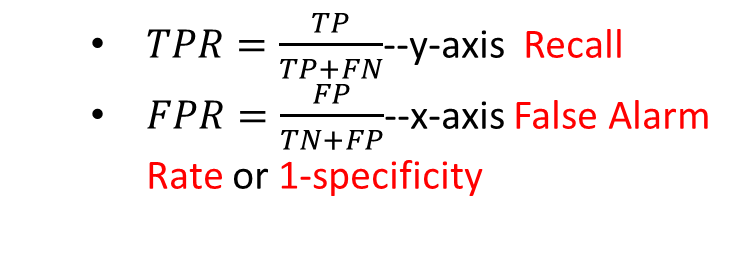 • TPR = TP/(TP+FN)--y-axis Recall
• FPR = FP/(TN+FP)--x-axis False Alarm
Rate or 1-specificity